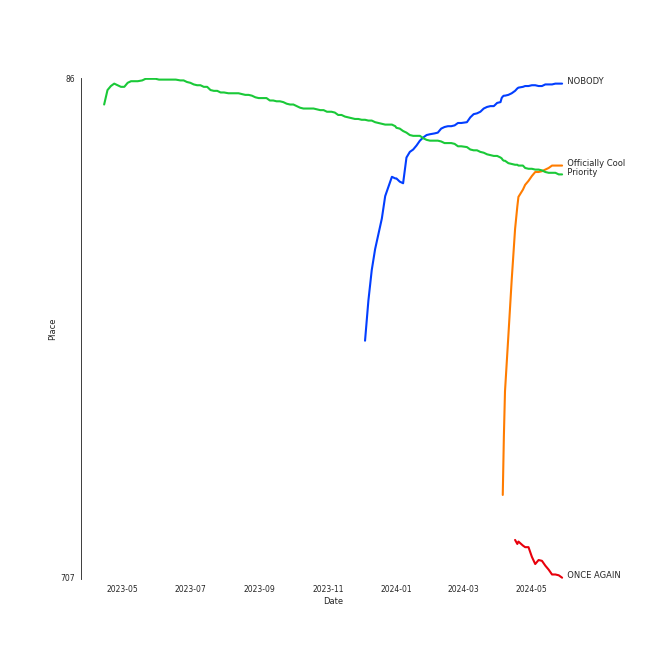 86
NOBODY
Officially Cool
Priority
Place
707
ONCE AGAIN
2023-05 2023-07 2023-09 2023-11 2024-01 2024-03 2024-05
Date